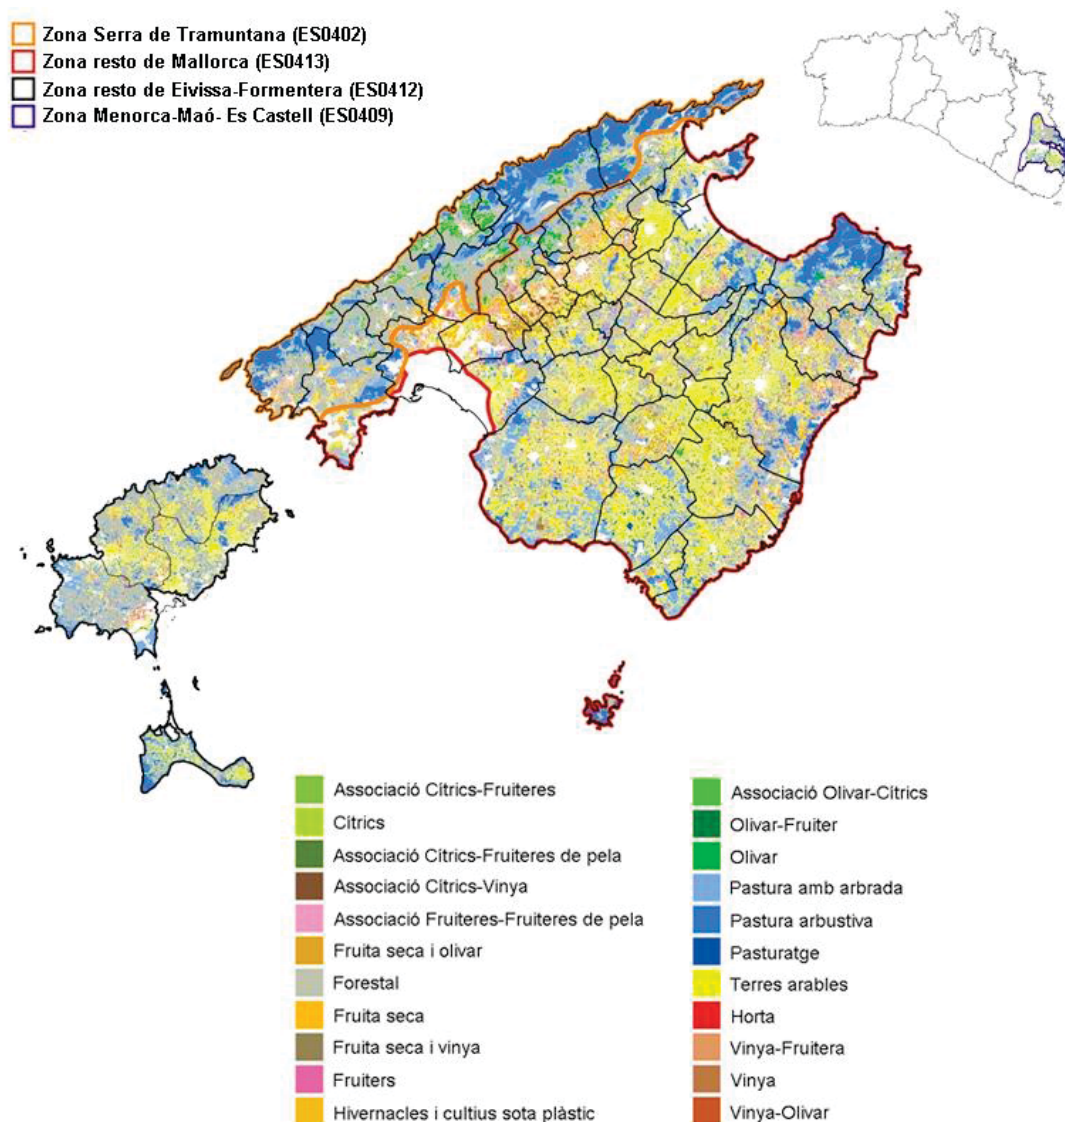 Zona Serra de Tramuntana (ES0402)
Zona resto de Mallorca (ES0413)
Zona resto de Eivissa-Formentera (ES0412)
Zona Menorca-Maó- Es Castell (ES0409)
Associació Cítrics-Fruiteres
Cítrics
Associació Cítrics-Fruiteres de pela
Associació Cítrics-Vinya
Associació Fruiteres-Fruiteres de pela
Fruita seca i olivar
Forestal
Fruita seca
Fruita seca i vinya
Fruiters
Hivernacles i cultius sota plàstic
Associació Olivar-Cítrics
Olivar-Fruiter
Olivar
Pastura amb arbrada
Pastura arbustiva
Pasturatge
Terres arables
Horta
Vinya-Fruitera
Vinya
Vinya-Olivar